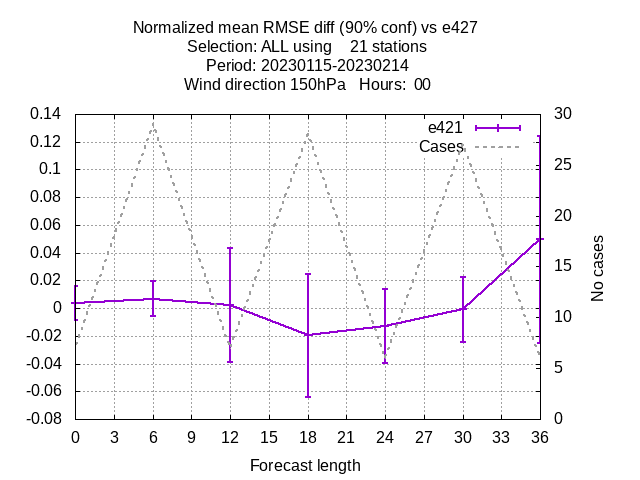 Normalized mean RMSE diff (90% conf) vs e427
Selection: ALL using    21 stations
Period: 20230115-20230214
Wind direction 150hPa   Hours:  00
0.14
0.12
0.1
0.08
0.06
0.04
0.02
0
-0.02
-0.04
-0.06
-0.08
e421
Cases
30
25
20
15
10
5
0
No cases
0 3 6 9 12 15 18 21 24 27 30 33 36
Forecast length